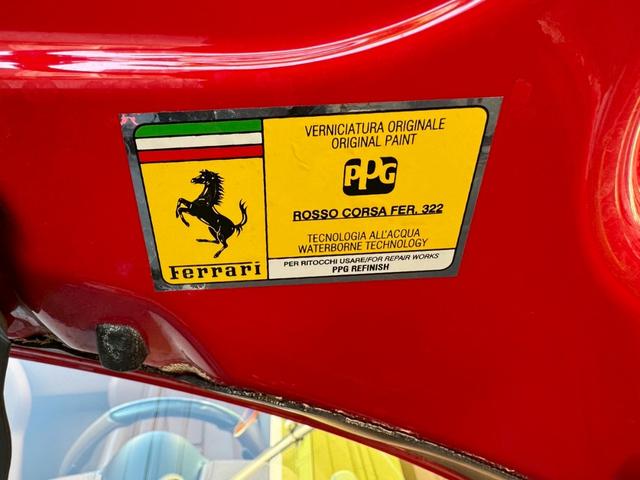 VERNICIATURA ORIGINALE
ORIGINAL PAINT
PPG
ROSSO CORSA FER. 322
TECNOLOGIA ALL'ACQUA
WATERBORNE TECHNOLOGY
PER RITOCCHI USARE/FOR REPAIR WORKS
PPG REFINISH
Ferrari